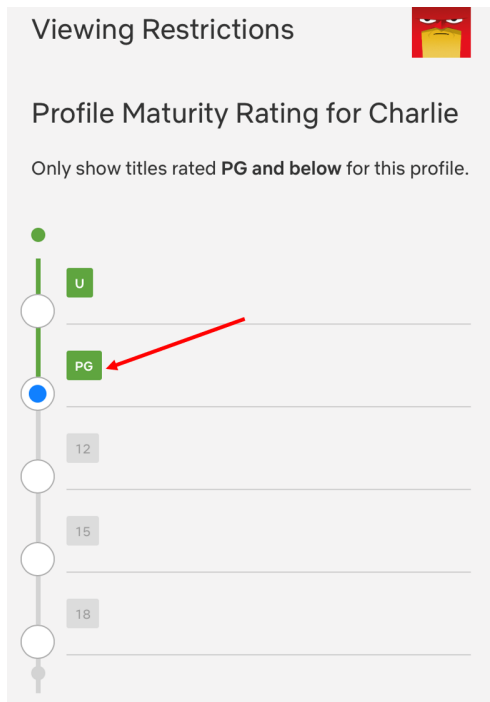 Viewing Restrictions
Profile Maturity Rating for Charlie
Only show titles rated PG and below for this profile.
U
PG
12
15
18